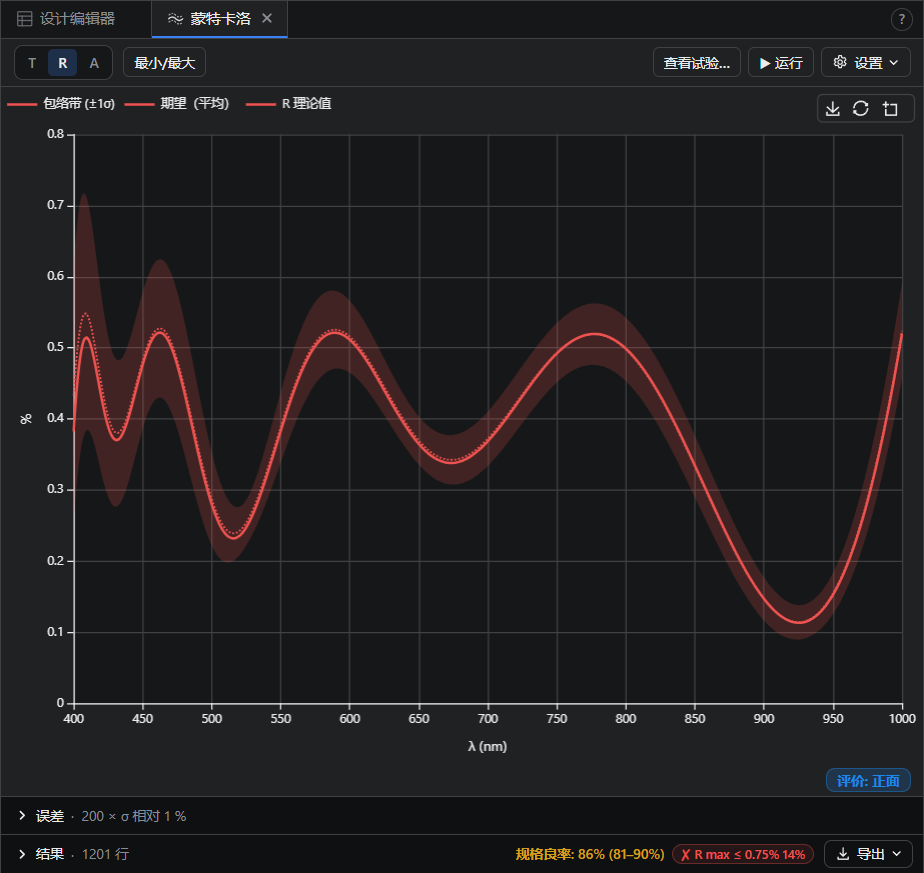 设计编辑器
蒙特卡洛 ✕
?
T R A
最小/最大
查看试验...
▶ 运行
设置
包络带 (±1σ) 期望（平均） R 理论值
0.8
0.7
0.6
0.5
0.4
0.3
0.2
0.1
0
%
400 450 500 550 600 650 700 750 800 850 900 950 1000
λ (nm)
评价: 正面
误差 · 200 × σ 相对 1 %
结果 · 1201 行
规格良率: 86% (81–90%)
✗ R max ≤ 0.75% 14%
导出